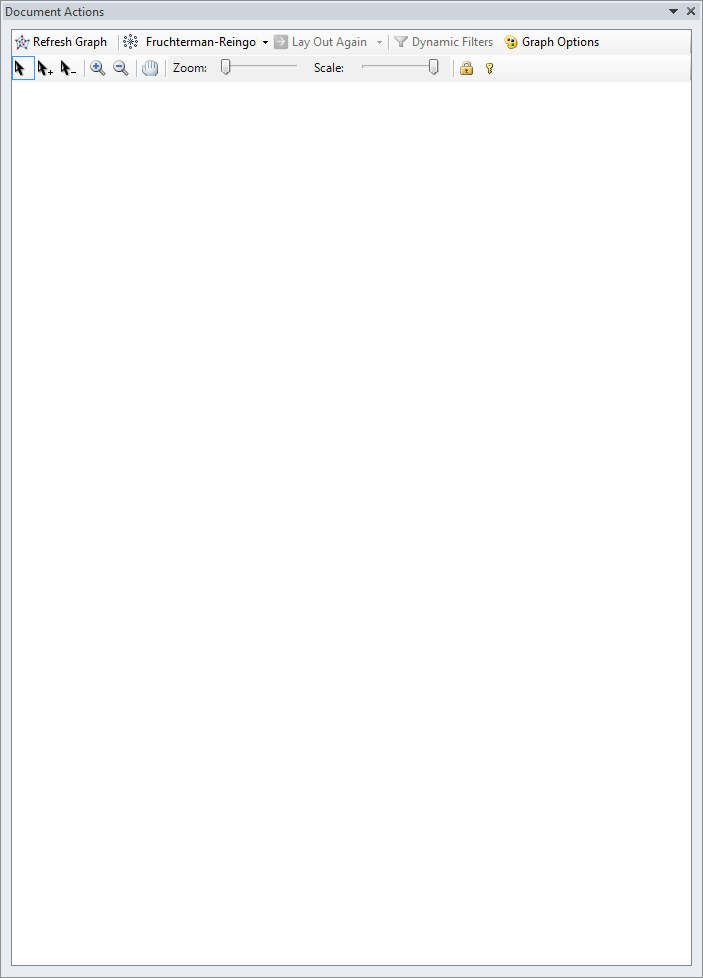 Document Actions
Refresh Graph Fruchterman-Reingo Lay Out Again Dynamic Filters Graph Options
Zoom: Scale: